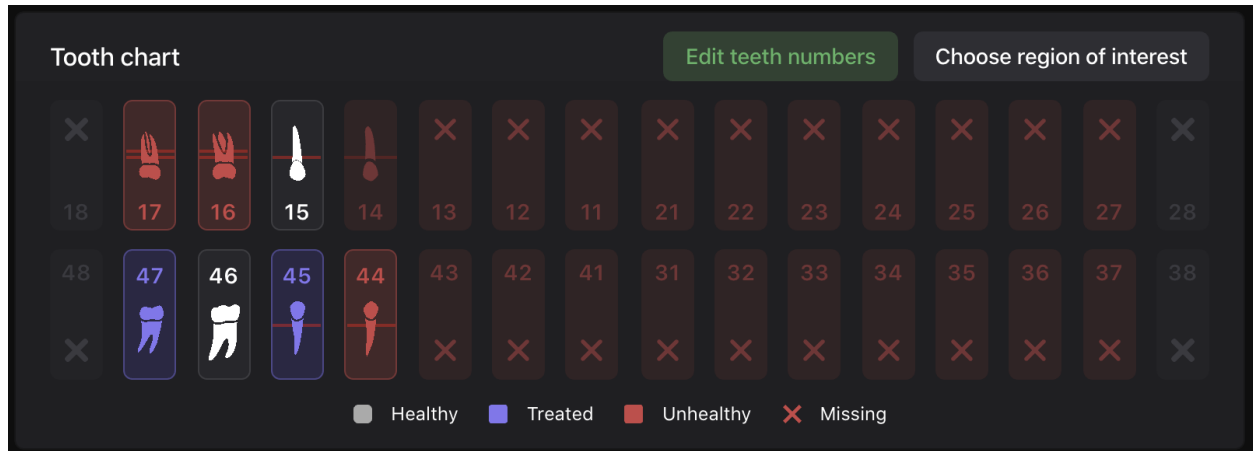 Tooth chart
Edit teeth numbers
Choose region of interest
18 17 16 15 14 13 12 11 21 22 23 24 25 26 27 28
48 47 46 45 44 43 42 41 31 32 33 34 35 36 37 38
Healthy Treated Unhealthy Missing